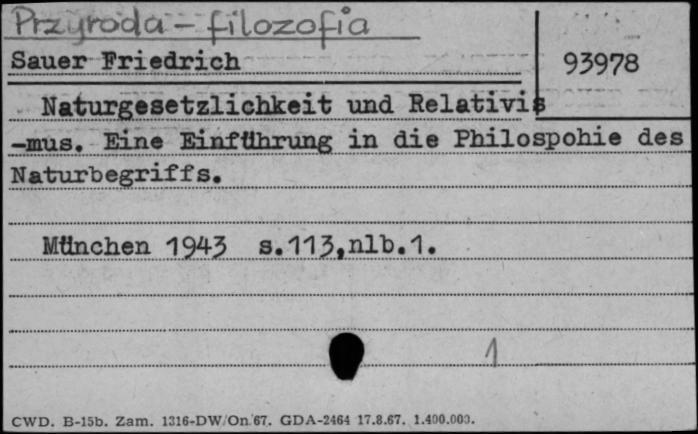 Przyroda - filozofia
Sauer Friedrich
93978
Naturgesetzlichkeit und Relativis
-mus. Eine Einführung in die Philospohie des
Naturbegriffs.
München 1943 s.113,nlb.1.
1
CWD. B-15b. Zam. 1316-DW/On 67. GDA-2464 17.8.67. 1.400.000.